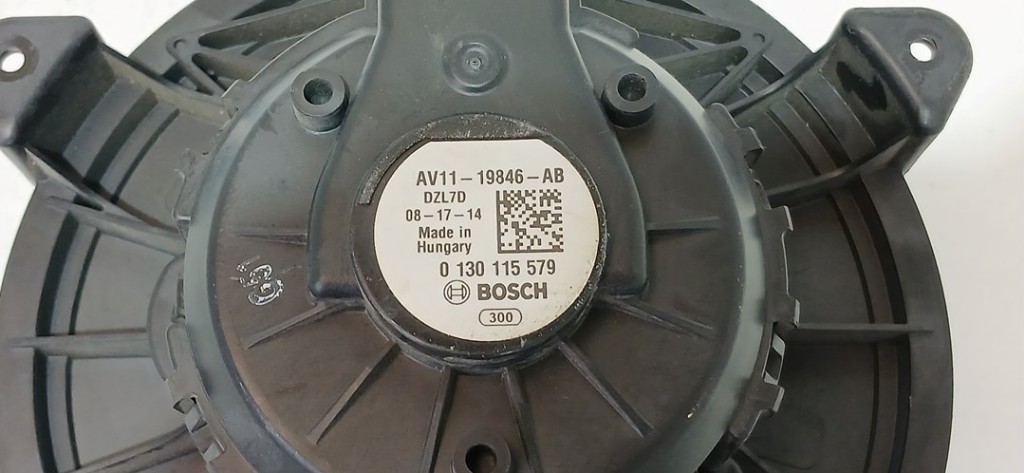 AV11-19846-AB
DZL7D
08-17-14
Made in
Hungary
0 130 115 579
BOSCH
300